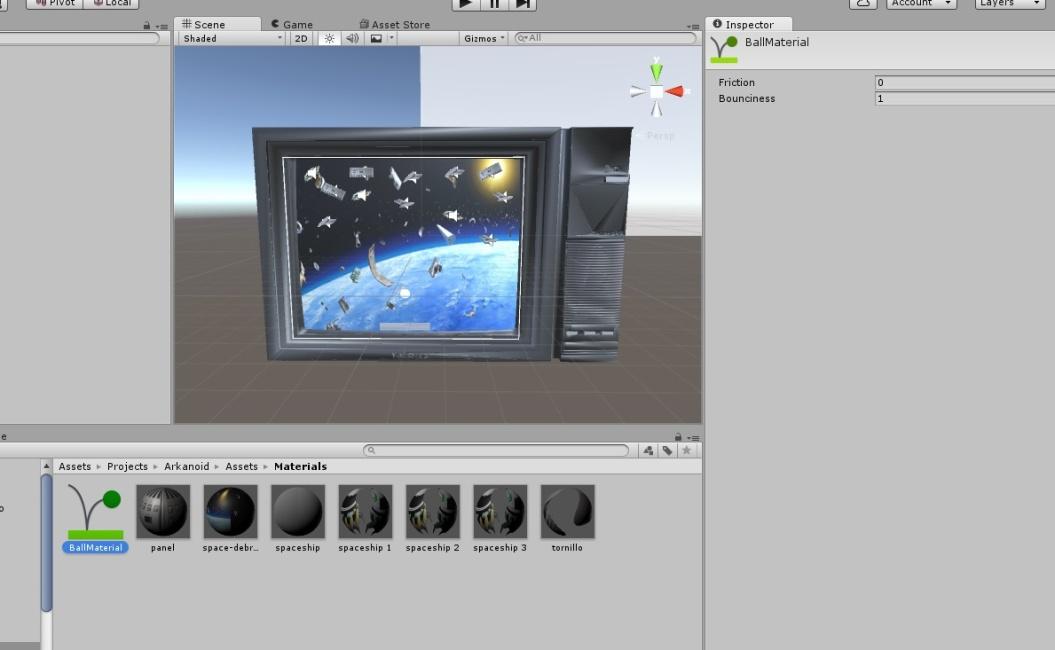 Pivot Local Account Layers
Scene Game Asset Store Inspector
Shaded 2D Gizmos All
BallMaterial
Friction 0
Bounciness 1
Persp
Assets Projects Arkanoid Assets Materials
BallMaterial panel space-debr... spaceship spaceship 1 spaceship 2 spaceship 3 tornillo